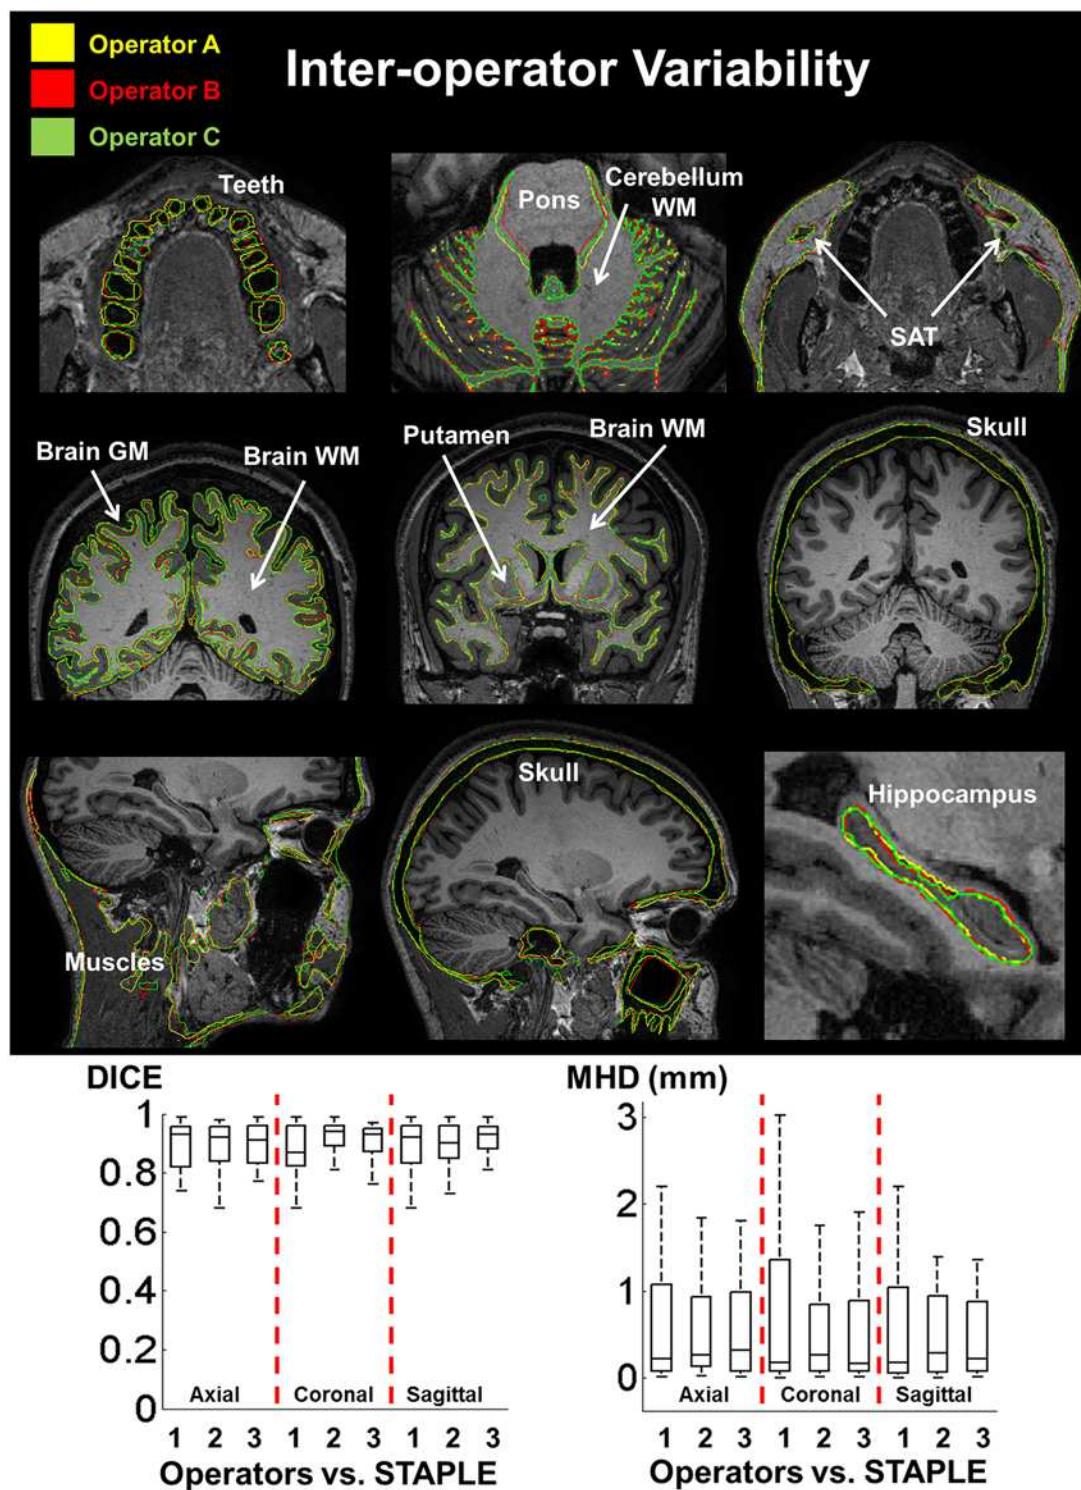 Operator A
Operator B
Operator C
Inter-operator Variability
Teeth
Pons
Cerebellum
WM
SAT
Brain GM
Brain WM
Putamen
Brain WM
Skull
Muscles
Skull
Hippocampus
DICE
1
0.8
0.6
0.4
0.2
0
Axial
Coronal
Sagittal
1 2 3 1 2 3 1 2 3
Operators vs. STAPLE
MHD (mm)
3
2
1
0
Axial
Coronal
Sagittal
1 2 3 1 2 3 1 2 3
Operators vs. STAPLE